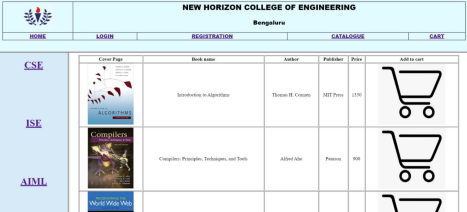 NEW HORIZON COLLEGE OF ENGINEERING
Bengaluru
HOME LOGIN REGISTRATION CATALOGUE CART
CSE
ISE
AIML
Cover Page Book name Author Publisher Price Add to cart
ALGORITHMS
Introduction to Algorithms Thomas H. Cormen MIT Press
Compilers
Compilers: Principles, Techniques, and Tools Alfred Aho Pearson 900
World Wide Web